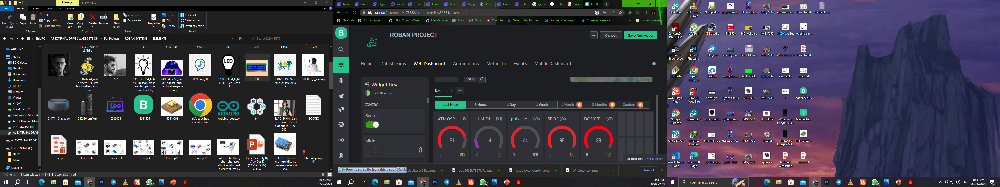 Manage
ELEMENTS
File
Home
Share
View
Picture Tools
Pin to Quick access
Copy
Paste
Cut
Copy path
Paste shortcut
Clipboard
Move to
Copy to
Delete
Rename
Organize
New folder
New item
Easy access
New
Properties
Open
Edit
History
Open
Select all
Select none
Invert selection
Select
This PC > AJ EXTERNAL DRIVE SWARES 1TB (G:) > For Projects > ROBAN SYSTEMS > ELEMENTS
Search ELEMENTS
OneDrive
This PC
3D Objects
Desktop
Documents
Downloads
Music
Pictures
Videos
xb (A:)
Local Disk (C:)
Hollywood Movies
AJ_Hollywood Mov
EOS_DIGITAL (F:)
AJ EXTERNAL DRIV
AJ EXTERNAL DRIVE
EOS_DIGITAL (F:)
DCIM
MISC
Network
111
167-1676841_wall-e-vector-illustration-wall-e-cartoon-ai
222
535-5353154_light-bulb-icon-transparent-clipart-png-download-lig...
649-6495350_hacker-hacker-png-vector-transparent-png
1029.png_300
1200px-Led_light_bulb_-_led_lamp_1
LED
2682
10012ff209c24c21f8821284d022b4e9
205087_1_yrxdup
214741_0_ayqzgw
242586_smfkqr
5986024
11541426
62419008
aju's tech hub official website
ARDUINO
Arduino_Logo.svg
bhj
BLACKPINKs-Lisa-to-make-her-solo-debut-in-June-2021-
BOOTEX
Concept2
Concept2
Concept3
Concept4
Concept5
Concept15
cute-white-flying-robot-character-thinking-futuristic-chatbot-mas...
Cyber Security By Ajay Das K (CCV19CS002) CSE S7
dht-11-temperature-humidity-sensor-module-500x500
Different_people_01
143 items
1 item selected 144 KB
State: Shared
10:53 PM
07-06-2023
blynk.cloud/dashboard/177882/products/edit/352681/dashboard
New Tab
Just a moment...
https://www.000we...
File Manager
Maps
Gmail
YouTube
Semiconductor Dev...
Software Engineeri...
Advanced C++ - -...
Other bookmarks
B
ROBAN PROJECT
Cancel
Save And Apply
Home
Datastreams
Web Dashboard
Automations
Metadata
Events
Mobile Dashboard
Widget Box
5 of 10 widgets
CONTROL
Switch
Slider
8
Tag
Dashboard
Last Hour
6 Hours
1 Day
1 Week
1 Month
3 Months
Custom
ATMOSP... (V
81
0 100
HUMIDI... (V4)
14
0 100
pulse se... (V6)
44
0 100
SPO2 (V6)
98
0 100
BODY T... (V7)
99
0 100
Region: blr1 Privacy Policy
Download audio from this page
2feafbafc451b....png
edd6662b7327fc7....png
lovepik-cartoon-h....png
Wireless-icon.png
Show all
10:53 PM
07-06-2023
Arduino
VLC media player
Notepad++
png-transp...
HD-wallpa...
IMG_7737
amazon-ec...
Basic Need
medical.-...
ConceptD... DIAGRAM
µTorrent
OBS Studio
4433596
HD-wallpa...
IMG_7655
41Q04ArdEuL
lovepik-car...
GeForce Experience
Adobe Photosh...
Telegram
anarchy-co...
Scary.Movi...
IMG_7731
Wireless-icon
Basic Need
Git Bash
Ajay - Chrome
TeraBox
Anonymou...
360_F_2193...
IMG_7732
Concept3
medical
GOM Player Plus
ASIO4ALL Web Site
5XzbOyfE
Cyber-Girl-...
MOT2907
IMG_7733
1
edd662b7...
Google Chrome
Grammarly
png-clipart...
cyberpunk...
IMG_7734
DSC_3019
WhatsApp Image 2023...
89a2feafba...
Kingo ROOT
Internet Downlo...
png-transp...
desktop-wa...
IMG_7735
Picture3
WhatsApp Image 2023...
max30102-...
Visual Studio Code
Microsoft Edge
png-transp...
grub-16x9
IMG_7736
gion-ifk
bed and ventilation
medical
Type here to search
ENG
10:53 PM
07-06-2023